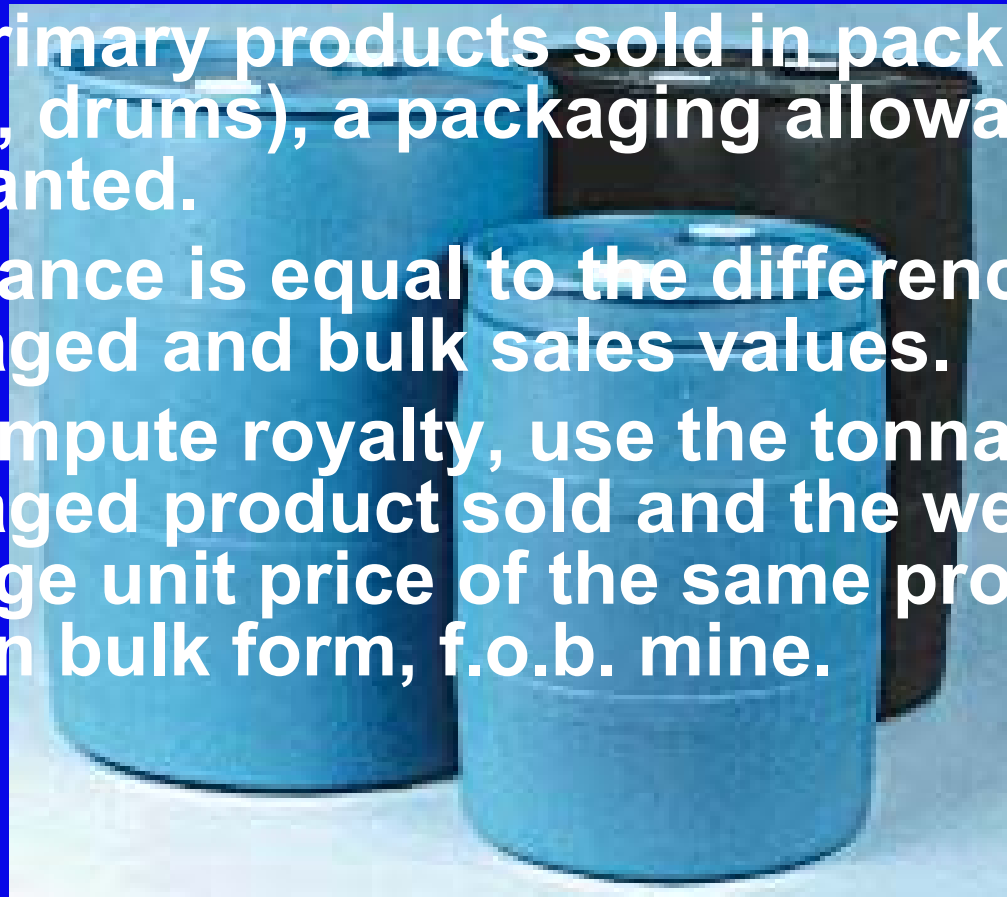 rimary products sold in pack
, drums), a packaging allowa
anted.
ance is equal to the differenc
aged and bulk sales values.
mpute royalty, use the tonna
aged product sold and the we
ge unit price of the same pro
n bulk form, f.o.b. mine.